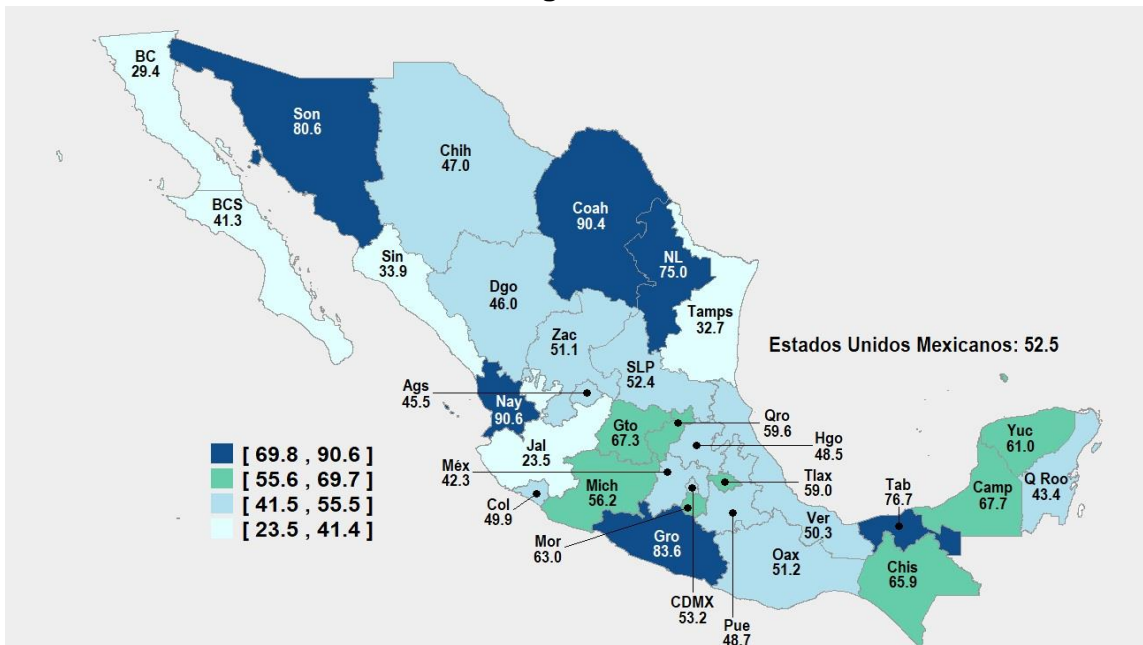 BC
29.4
Son
80.6
Chih
47.0
BCS
41.3
Coah
90.4
Sin
33.9
NL
75.0
Dgo
46.0
Tamps
32.7
Zac
51.1
Estados Unidos Mexicanos: 52.5
SLP
52.4
Ags
45.5
Nay
90.6
Qro
59.6
Gto
67.3
Yuc
61.0
Hgo
48.5
Jal
23.5
[ 69.8 , 90.6 ]
[ 55.6 , 69.7 ]
[ 41.5 , 55.5 ]
[ 23.5 , 41.4 ]
Méx
42.3
Tlax
59.0
Q Roo
43.4
Camp
67.7
Mich
56.2
Tab
76.7
Col
49.9
Ver
50.3
Mor
63.0
Gro
83.6
Oax
51.2
Chis
65.9
CDMX
53.2
Pue
48.7